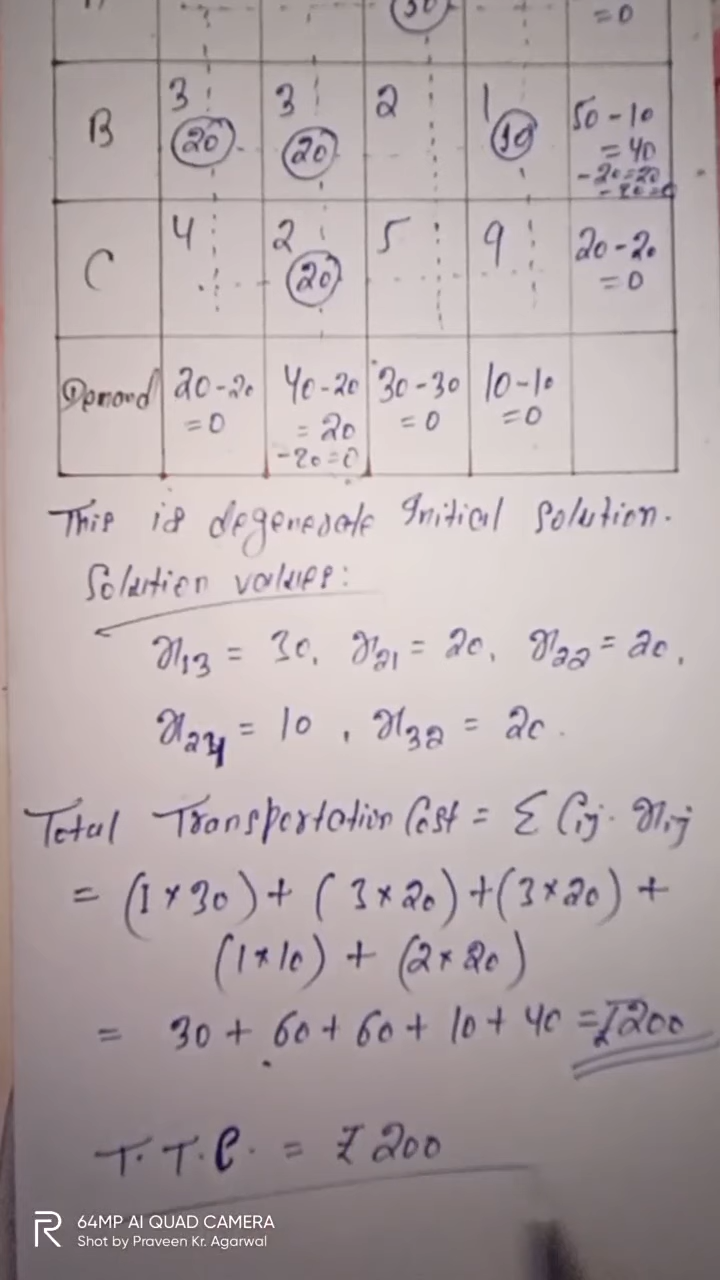 30
= 0
3 3 2 1 50 - 10
B 20 20 10 = 40
- 20 = 20
- 20 = 0
4 2 5 9 20 - 20
C 20 = 0
Demand 20 - 20 40 - 20 30 - 30 10 - 10
= 0 = 20 = 0 = 0
- 20 = 0
This is degenerate Initial Solution.
Solution values:
x13 = 30, x21 = 20, x22 = 20,
x24 = 10, x32 = 20.
Total Transportation Cost = Σ Cij · xij
= (1 × 30) + (3 × 20) + (3 × 20) +
(1 × 10) + (2 × 20)
= 30 + 60 + 60 + 10 + 40 = ₹200
T.T.C. = ₹200
R 64MP AI QUAD CAMERA
Shot by Praveen Kr. Agarwal